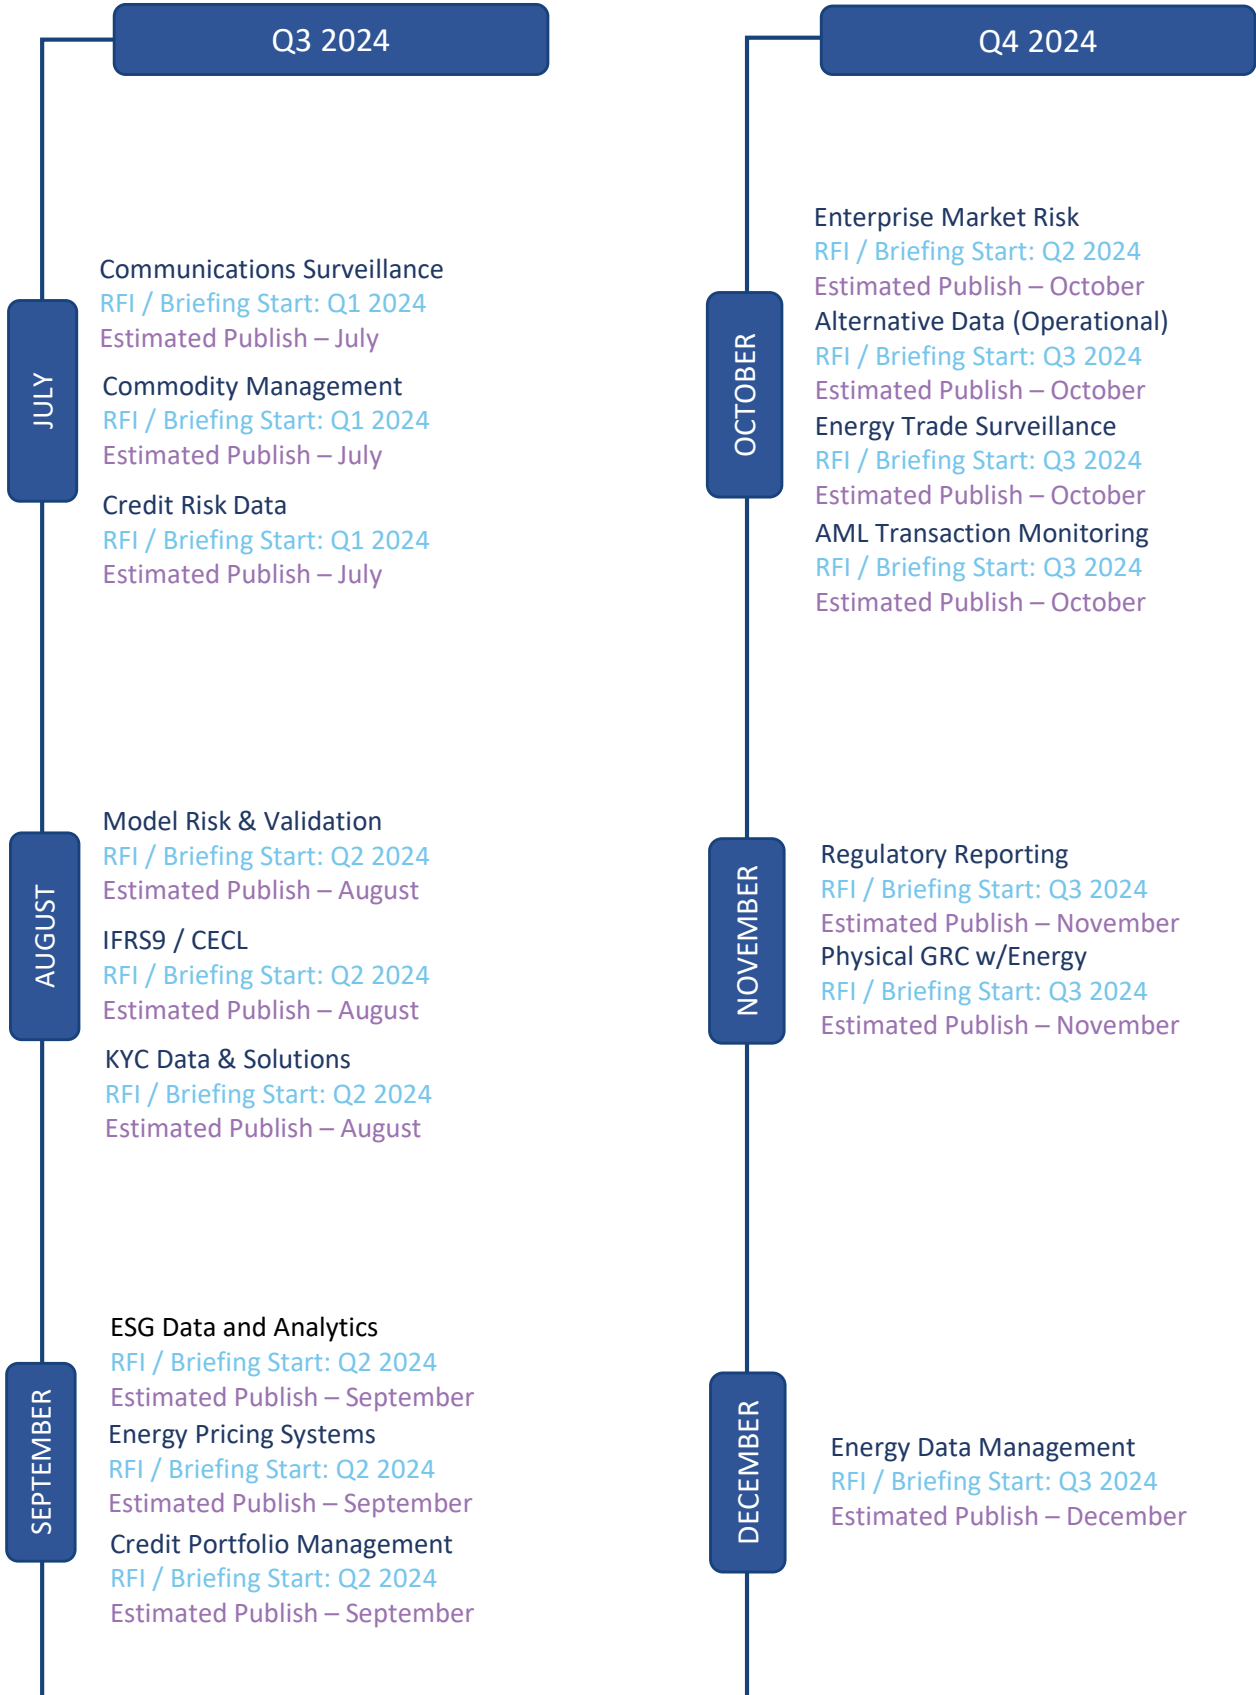 Q3 2024
JULY
Communications Surveillance
RFI / Briefing Start: Q1 2024
Estimated Publish – July
Commodity Management
RFI / Briefing Start: Q1 2024
Estimated Publish – July
Credit Risk Data
RFI / Briefing Start: Q1 2024
Estimated Publish – July
AUGUST
Model Risk & Validation
RFI / Briefing Start: Q2 2024
Estimated Publish – August
IFRS9 / CECL
RFI / Briefing Start: Q2 2024
Estimated Publish – August
KYC Data & Solutions
RFI / Briefing Start: Q2 2024
Estimated Publish – August
SEPTEMBER
ESG Data and Analytics
RFI / Briefing Start: Q2 2024
Estimated Publish – September
Energy Pricing Systems
RFI / Briefing Start: Q2 2024
Estimated Publish – September
Credit Portfolio Management
RFI / Briefing Start: Q2 2024
Estimated Publish – September
Q4 2024
OCTOBER
Enterprise Market Risk
RFI / Briefing Start: Q2 2024
Estimated Publish – October
Alternative Data (Operational)
RFI / Briefing Start: Q3 2024
Estimated Publish – October
Energy Trade Surveillance
RFI / Briefing Start: Q3 2024
Estimated Publish – October
AML Transaction Monitoring
RFI / Briefing Start: Q3 2024
Estimated Publish – October
NOVEMBER
Regulatory Reporting
RFI / Briefing Start: Q3 2024
Estimated Publish – November
Physical GRC w/Energy
RFI / Briefing Start: Q3 2024
Estimated Publish – November
DECEMBER
Energy Data Management
RFI / Briefing Start: Q3 2024
Estimated Publish – December